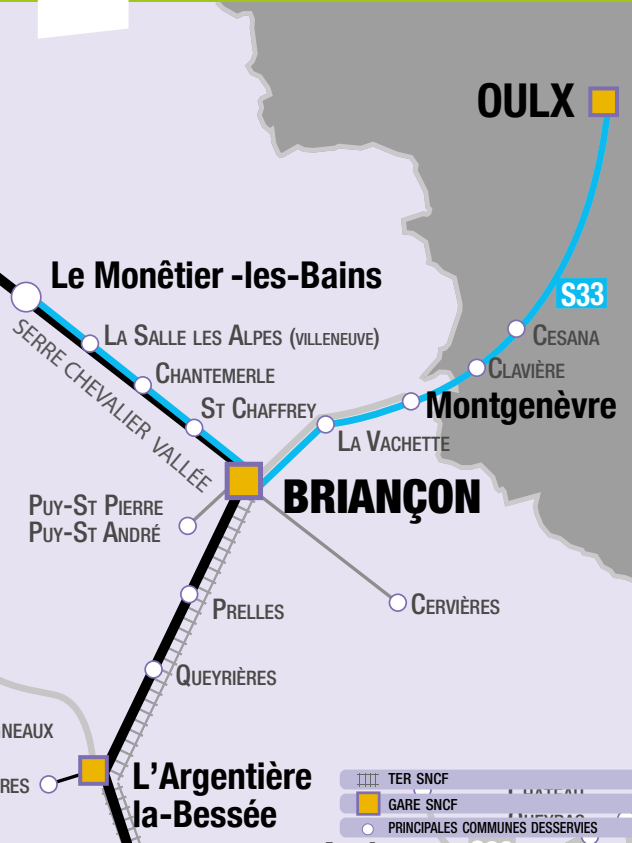 OULX
S33
Le Monêtier -les-Bains
La Salle les Alpes (villeneuve)
Cesana
Clavière
Chantemerle
St Chaffrey
Montgenèvre
SERRE CHEVALIER VALLÉE
La Vachette
BRIANÇON
Puy-St Pierre
Puy-St André
Cervières
Prelles
Queyrières
NEAUX
RES
L'Argentière
la-Bessée
TER SNCF
GARE SNCF
PRINCIPALES COMMUNES DESSERVIES